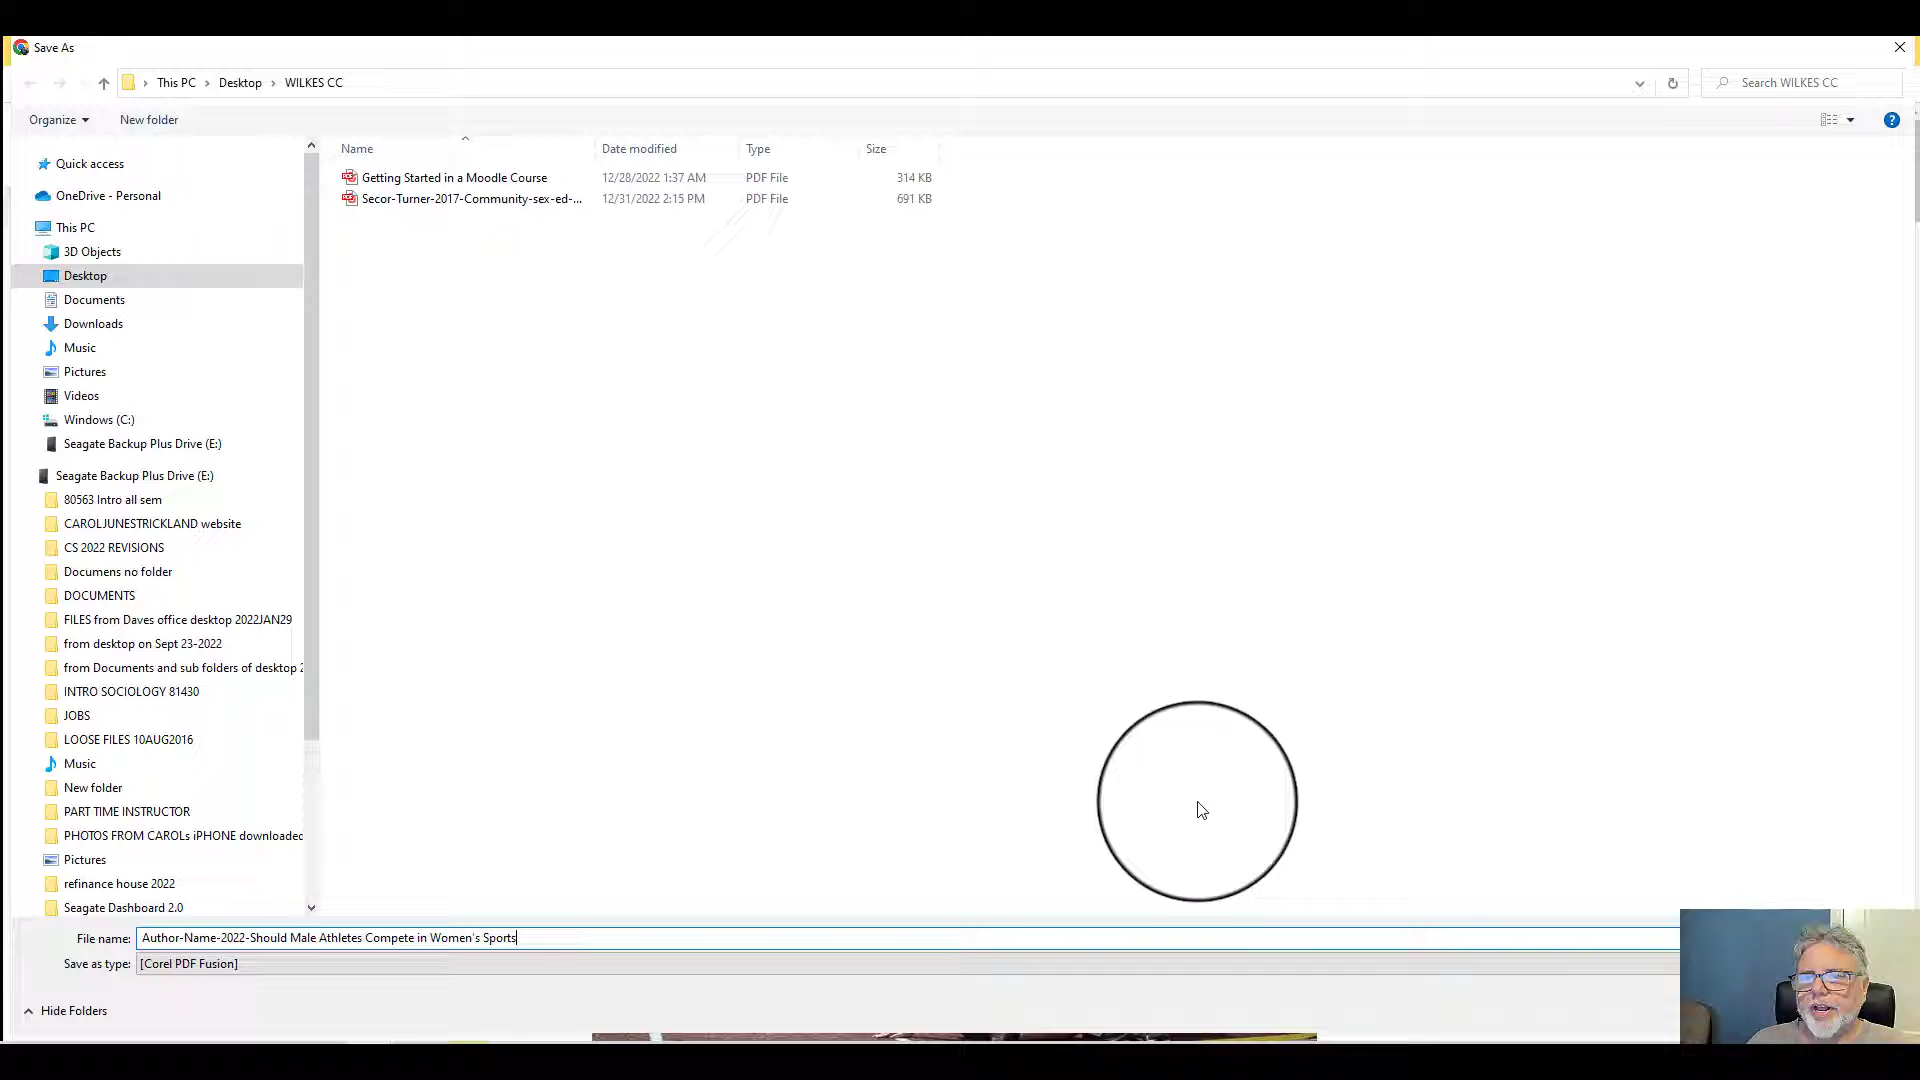 Save As
This PC > Desktop > WILKES CC
Search WILKES CC
Organize
New folder
Name
Date modified
Type
Size
Getting Started in a Moodle Course 12/28/2022 1:37 AM PDF File 314 KB
Secor-Turner-2017-Community-sex-ed-... 12/31/2022 2:15 PM PDF File 691 KB
Quick access
OneDrive - Personal
This PC
3D Objects
Desktop
Documents
Downloads
Music
Pictures
Videos
Windows (C:)
Seagate Backup Plus Drive (E:)
Seagate Backup Plus Drive (E:)
80563 Intro all sem
CAROLJUNESTRICKLAND website
CS 2022 REVISIONS
Documens no folder
DOCUMENTS
FILES from Daves office desktop 2022JAN29
from desktop on Sept 23-2022
from Documents and sub folders of desktop 2
INTRO SOCIOLOGY 81430
JOBS
LOOSE FILES 10AUG2016
Music
New folder
PART TIME INSTRUCTOR
PHOTOS FROM CAROLs iPHONE downloaded
Pictures
refinance house 2022
Seagate Dashboard 2.0
File name: Author-Name-2022-Should Male Athletes Compete in Women's Sports
Save as type: [Corel PDF Fusion]
Hide Folders